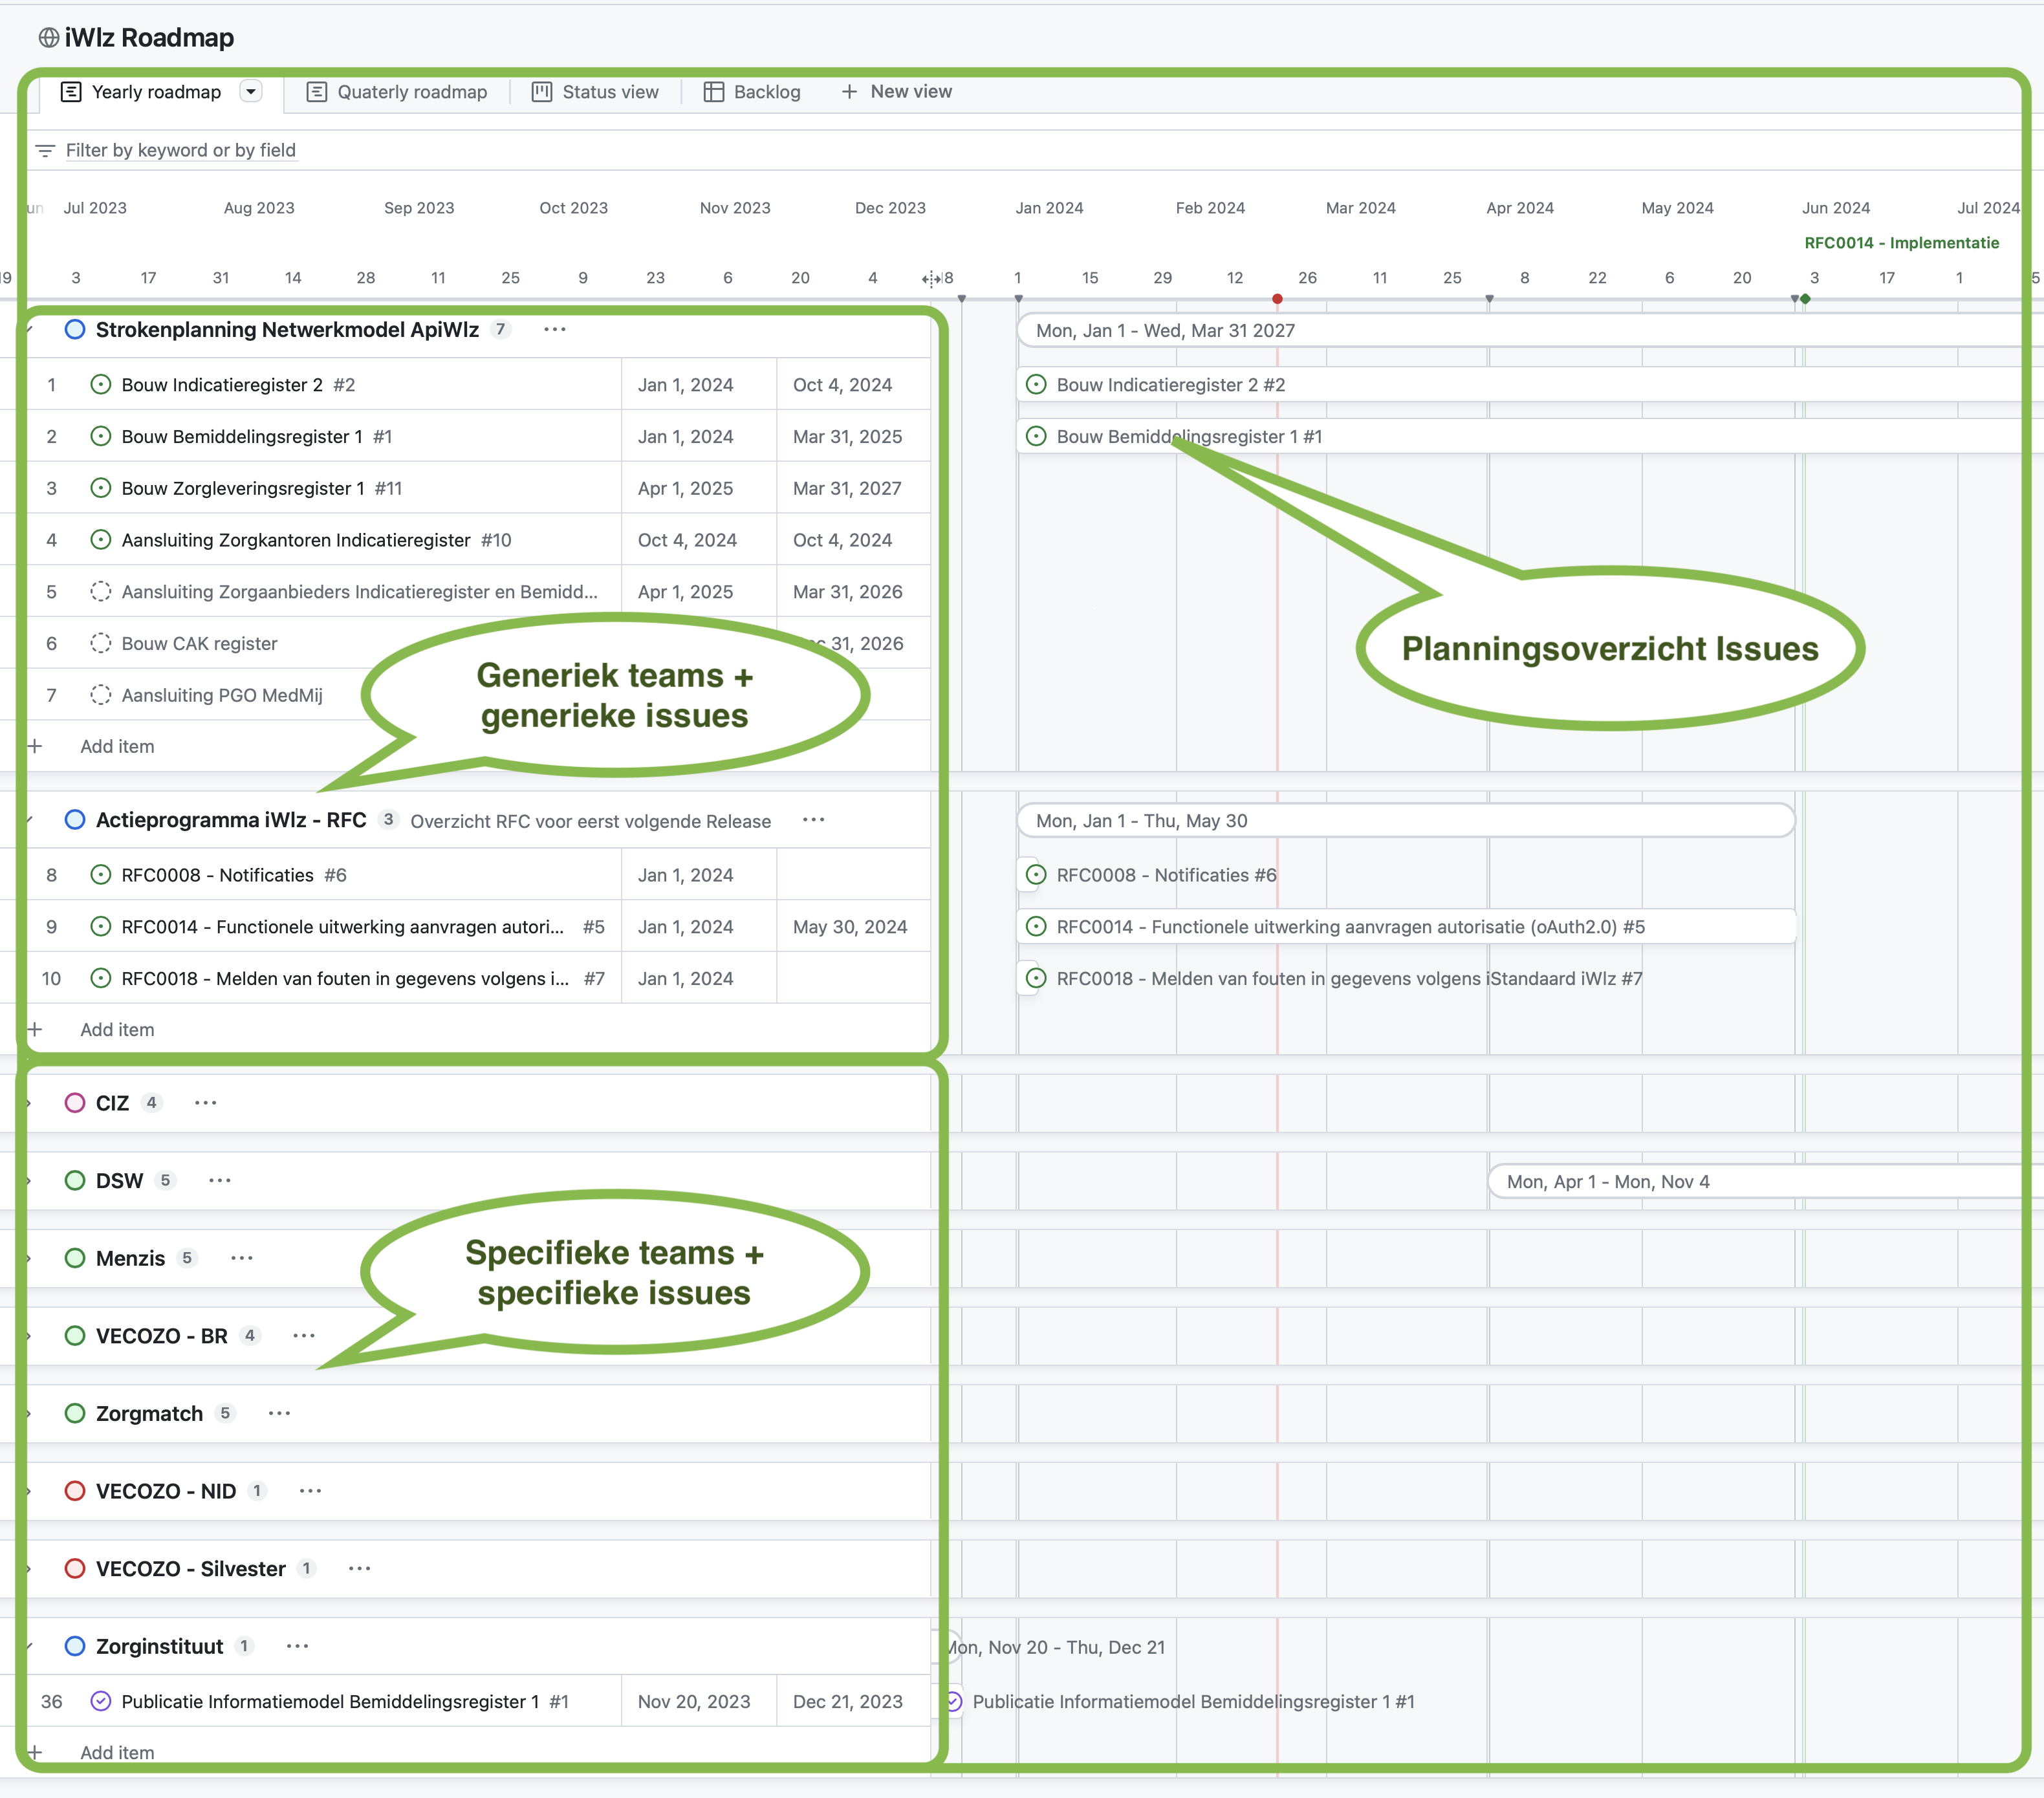 iWlz Roadmap
Yearly roadmap
Quaterly roadmap
Status view
Backlog
New view
Filter by keyword or by field
Jul 2023 Aug 2023 Sep 2023 Oct 2023 Nov 2023 Dec 2023 Jan 2024 Feb 2024 Mar 2024 Apr 2024 May 2024 Jun 2024 Jul 2024
RFC0014 - Implementatie
3 17 31 14 28 11 25 9 23 6 20 4 1 15 29 12 26 11 25 8 22 6 20 3 17 1
Strokenplanning Netwerkmodel ApiWlz 7 ... Mon, Jan 1 - Wed, Mar 31 2027
1 Bouw Indicatieregister 2 #2 Jan 1, 2024 Oct 4, 2024 Bouw Indicatieregister 2 #2
2 Bouw Bemiddelingsregister 1 #1 Jan 1, 2024 Mar 31, 2025 Bouw Bemiddelingsregister 1 #1
3 Bouw Zorgleveringsregister 1 #11 Apr 1, 2025 Mar 31, 2027
4 Aansluiting Zorgkantoren Indicatieregister #10 Oct 4, 2024 Oct 4, 2024
5 Aansluiting Zorgaanbieders Indicatieregister en Bemidd... Apr 1, 2025 Mar 31, 2026
6 Bouw CAK register 31, 2026
7 Aansluiting PGO MedMij
Generiek teams +
generieke issues
Planningsoverzicht Issues
Add item
Actieprogramma iWlz - RFC 3 Overzicht RFC voor eerst volgende Release ... Mon, Jan 1 - Thu, May 30
8 RFC0008 - Notificaties #6 Jan 1, 2024 RFC0008 - Notificaties #6
9 RFC0014 - Functionele uitwerking aanvragen autori... #5 Jan 1, 2024 May 30, 2024 RFC0014 - Functionele uitwerking aanvragen autorisatie (oAuth2.0) #5
10 RFC0018 - Melden van fouten in gegevens volgens i... #7 Jan 1, 2024 RFC0018 - Melden van fouten in gegevens volgens iStandaard iWlz #7
Add item
CIZ 4 ...
DSW 5 ... Mon, Apr 1 - Mon, Nov 4
Menzis 5 ...
Specifieke teams +
specifieke issues
VECOZO - BR 4 ...
Zorgmatch 5 ...
VECOZO - NID 1 ...
VECOZO - Silvester 1 ...
Zorginstituut 1 ... Mon, Nov 20 - Thu, Dec 21
36 Publicatie Informatiemodel Bemiddelingsregister 1 #1 Nov 20, 2023 Dec 21, 2023 Publicatie Informatiemodel Bemiddelingsregister 1 #1
Add item